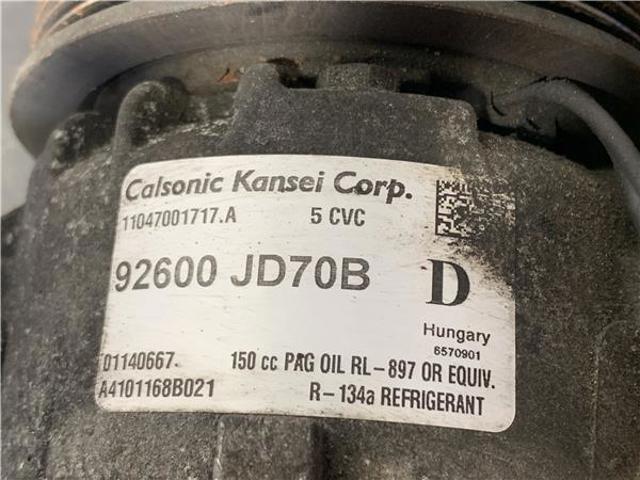 Calsonic Kansei Corp.
11047001717.A 5 CVC
92600 JD70B D
Hungary
6570901
01140667 150 cc PAG OIL RL-897 OR EQUIV.
A4101168B021 R-134a REFRIGERANT